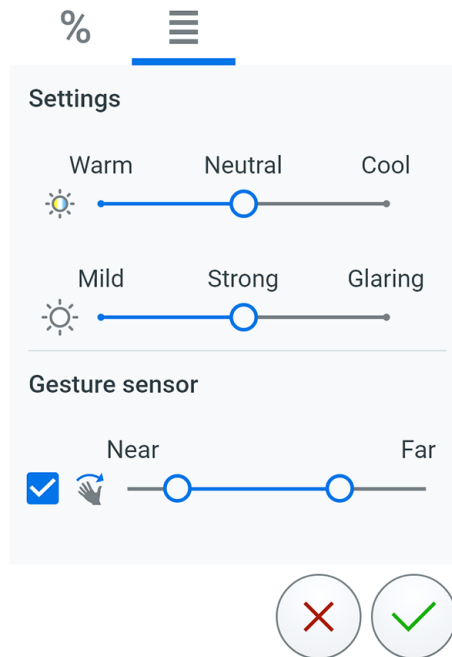 %
Settings
Warm Neutral Cool
Mild Strong Glaring
Gesture sensor
Near Far